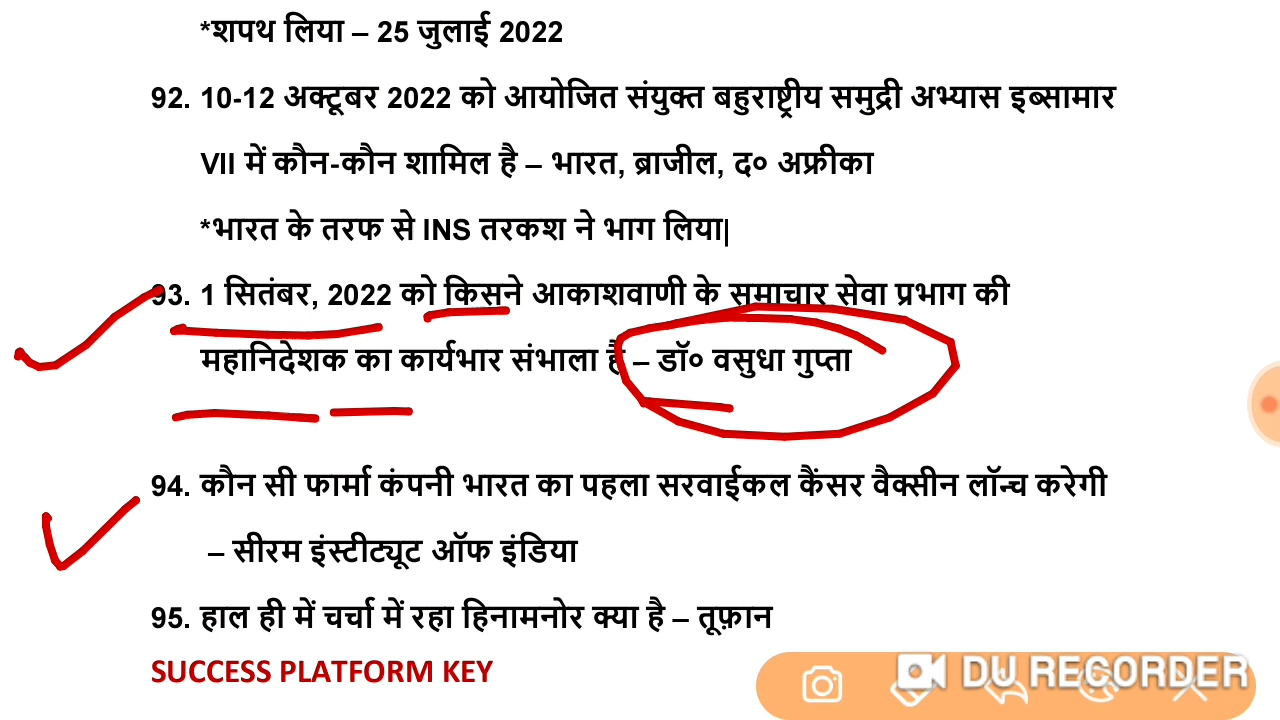 *शपथ लिया – 25 जुलाई 2022
92. 10-12 अक्टूबर 2022 को आयोजित संयुक्त बहुराष्ट्रीय समुद्री अभ्यास इब्सामार
VII में कौन-कौन शामिल है – भारत, ब्राजील, द० अफ्रीका
*भारत के तरफ से INS तरकश ने भाग लिया|
93. 1 सितंबर, 2022 को किसने आकाशवाणी के समाचार सेवा प्रभाग की
महानिदेशक का कार्यभार संभाला है – डॉ० वसुधा गुप्ता
94. कौन सी फार्मा कंपनी भारत का पहला सरवाईकल कैंसर वैक्सीन लॉन्च करेगी
– सीरम इंस्टीट्यूट ऑफ इंडिया
95. हाल ही में चर्चा में रहा हिनामनोर क्या है – तूफ़ान
SUCCESS PLATFORM KEY
DU RECORDER